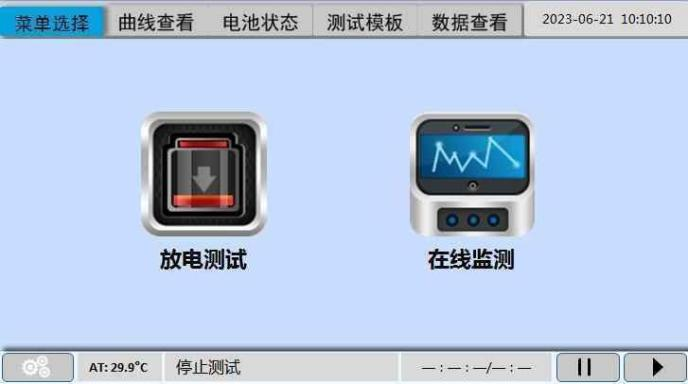 菜单选择 曲线查看 电池状态 测试模板 数据查看 2023-06-21 10:10:10
放电测试 在线监测
AT: 29.9°C 停止测试 —:—:—/—:—